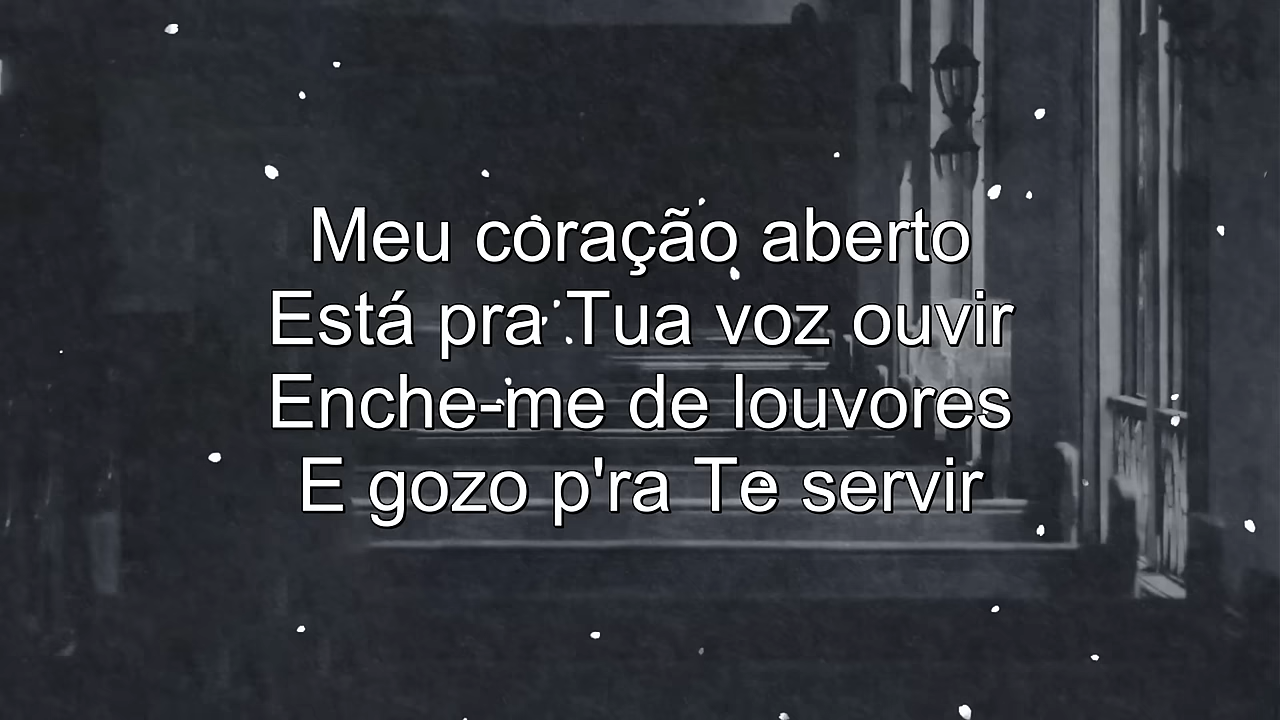 Meu coração aberto
Está pra Tua voz ouvir
Enche-me de louvores
E gozo p'ra Te servir